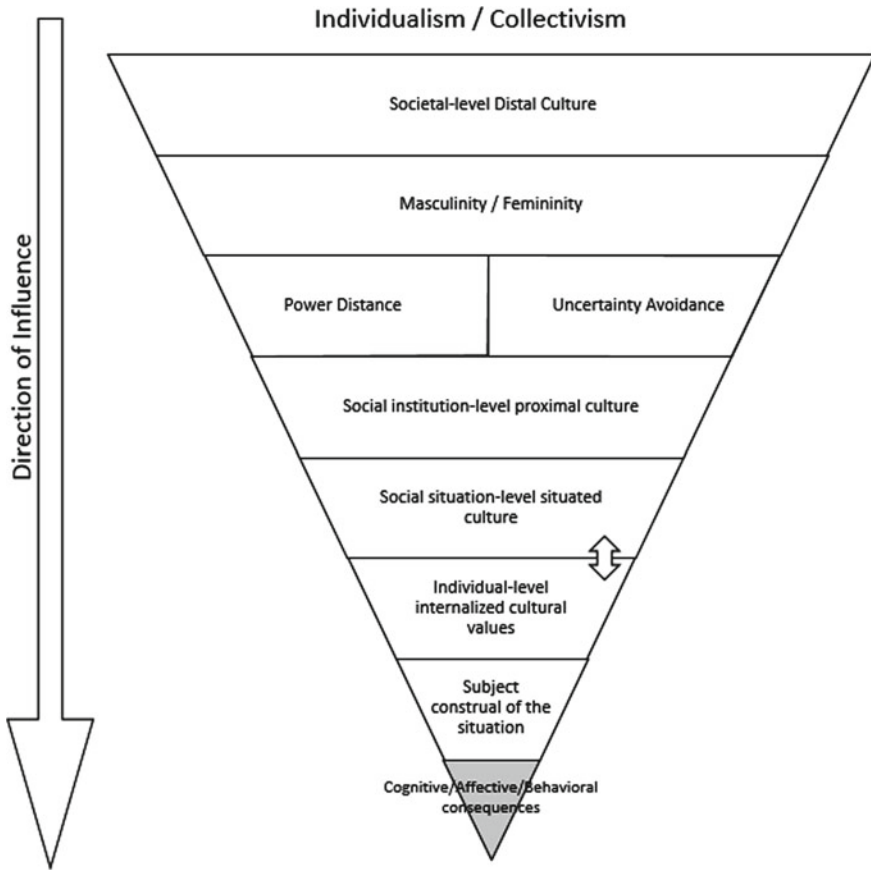 Individualism / Collectivism
Direction of Influence
Societal-level Distal Culture
Masculinity / Femininity
Power Distance
Uncertainty Avoidance
Social institution-level proximal culture
Social situation-level situated
culture
Individual-level
internalized cultural
values
Subject
construal of the
situation
Cognitive/Affective/Behavioral
consequences